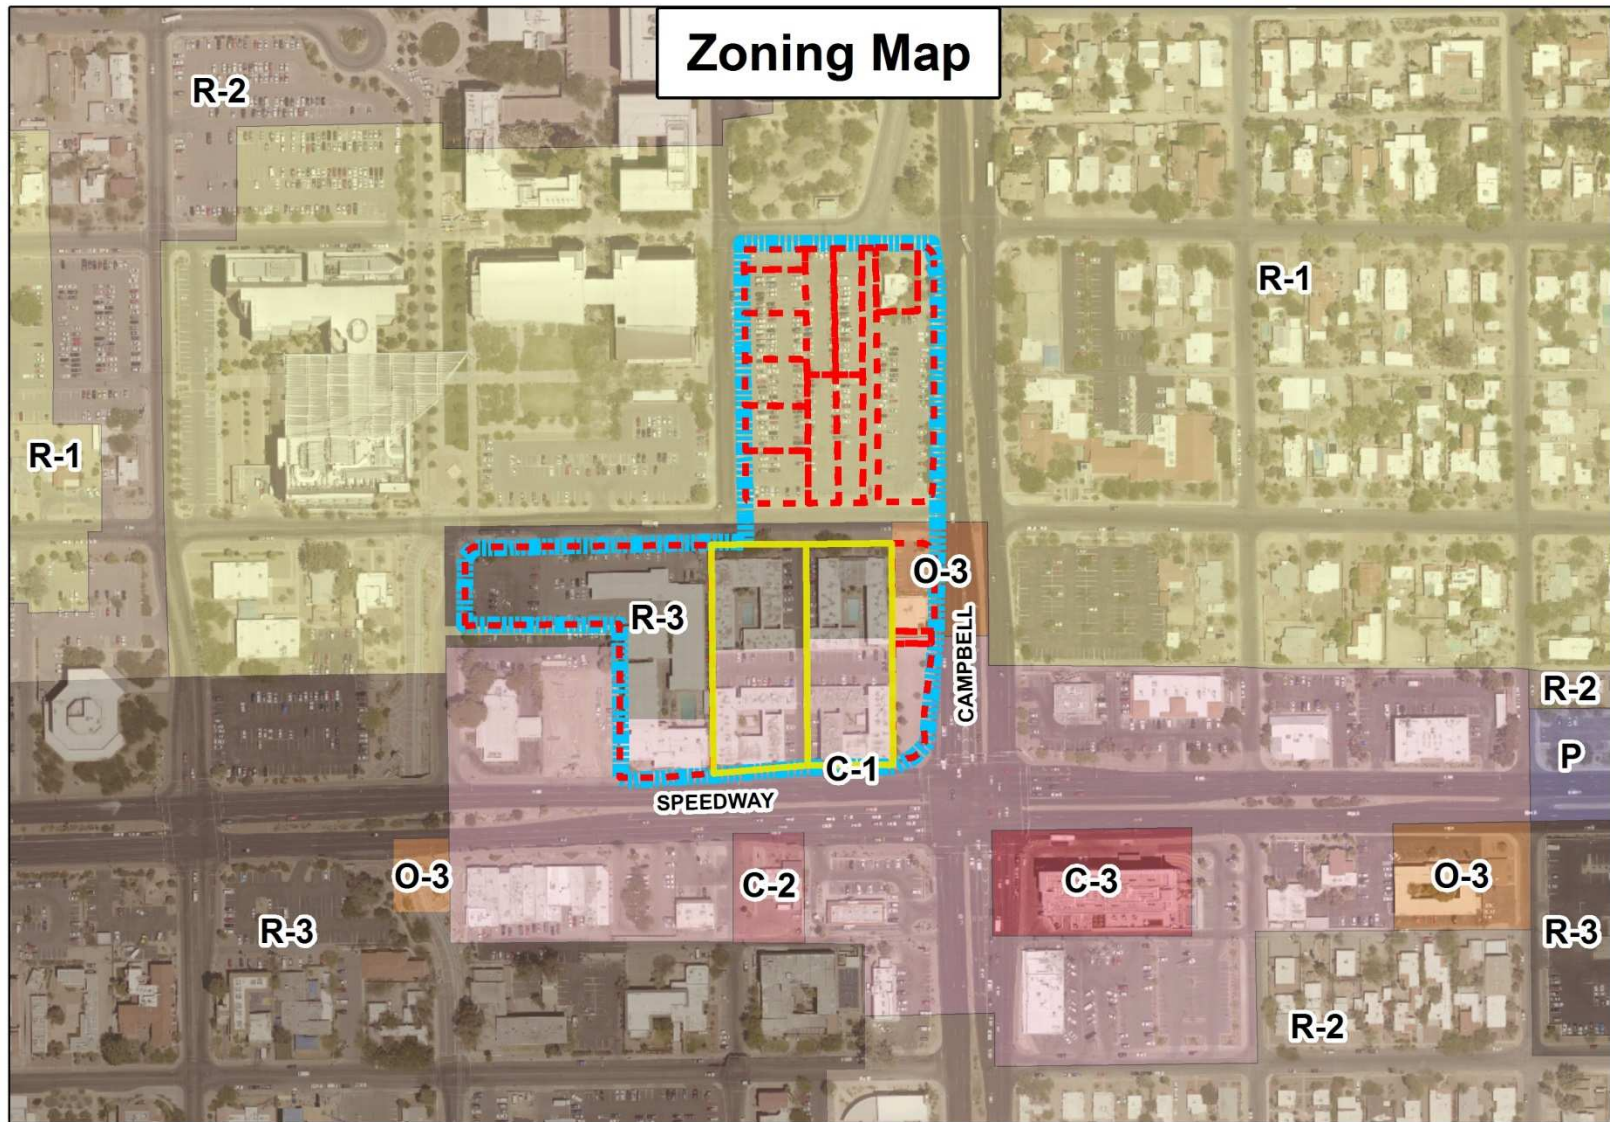 Zoning Map
R-2
R-1
R-1
O-3
R-3
CAMPBELL
R-2
P
C-1
SPEEDWAY
O-3
C-2
C-3
O-3
R-3
R-3
R-2